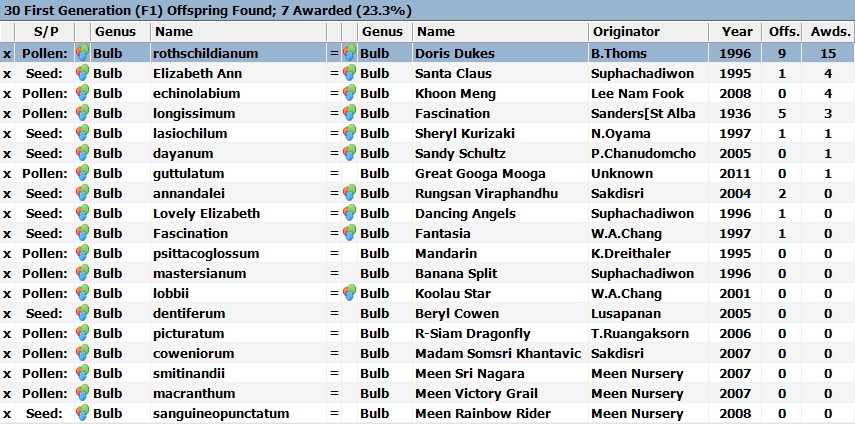 30 First Generation (F1) Offspring Found; 7 Awarded (23.3%)
S/P Genus Name Genus Name Originator Year Offs. Awds.
x Pollen: Bulb rothschildianum = Bulb Doris Dukes B.Thoms 1996 9 15
x Seed: Bulb Elizabeth Ann = Bulb Santa Claus Suphachadiwon 1995 1 4
x Pollen: Bulb echinolabium = Bulb Khoon Meng Lee Nam Fook 2008 0 4
x Pollen: Bulb longissimum = Bulb Fascination Sanders[St Alba 1936 5 3
x Seed: Bulb lasiochilum = Bulb Sheryl Kurizaki N.Oyama 1997 1 1
x Seed: Bulb dayanum = Bulb Sandy Schultz P.Chanudomcho 2005 0 1
x Pollen: Bulb guttulatum = Bulb Great Googa Mooga Unknown 2011 0 1
x Seed: Bulb annandalei = Bulb Rungsan Viraphandhu Sakdisri 2004 2 0
x Seed: Bulb Lovely Elizabeth = Bulb Dancing Angels Suphachadiwon 1996 1 0
x Seed: Bulb Fascination = Bulb Fantasia W.A.Chang 1997 1 0
x Pollen: Bulb psittacoglossum = Bulb Mandarin K.Dreithaler 1995 0 0
x Pollen: Bulb mastersianum = Bulb Banana Split Suphachadiwon 1996 0 0
x Pollen: Bulb lobbii = Bulb Koolau Star W.A.Chang 2001 0 0
x Seed: Bulb dentiferum = Bulb Beryl Cowen Lusapanan 2005 0 0
x Pollen: Bulb picturatum = Bulb R-Siam Dragonfly T.Ruangaksorn 2006 0 0
x Pollen: Bulb coweniorum = Bulb Madam Somsri Khantavic Sakdisri 2007 0 0
x Pollen: Bulb smitinandii = Bulb Meen Sri Nagara Meen Nursery 2007 0 0
x Pollen: Bulb macranthum = Bulb Meen Victory Grail Meen Nursery 2007 0 0
x Seed: Bulb sanguineopunctatum = Bulb Meen Rainbow Rider Meen Nursery 2008 0 0